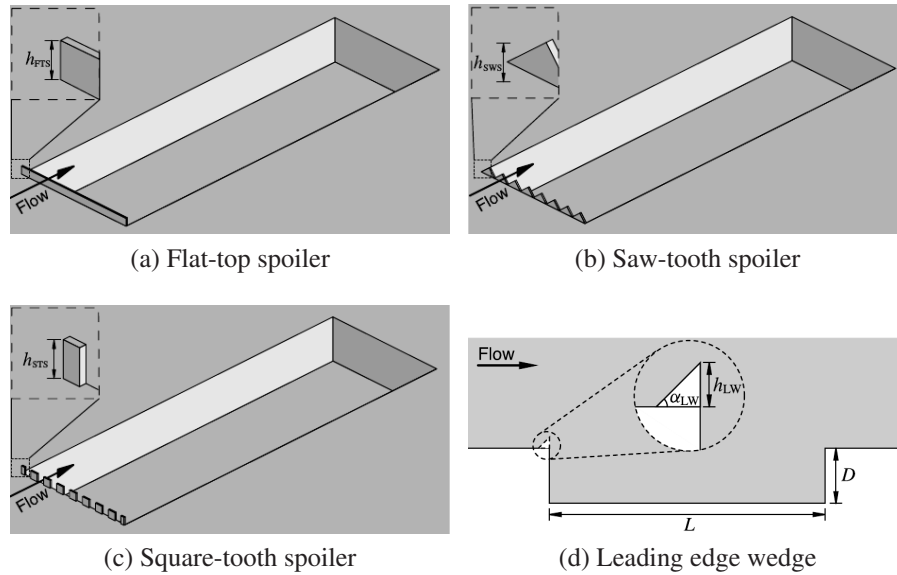 h_FTS
Flow
(a) Flat-top spoiler
h_SWS
Flow
(b) Saw-tooth spoiler
h_STS
Flow
(c) Square-tooth spoiler
Flow
h_LW
α_LW
D
L
(d) Leading edge wedge